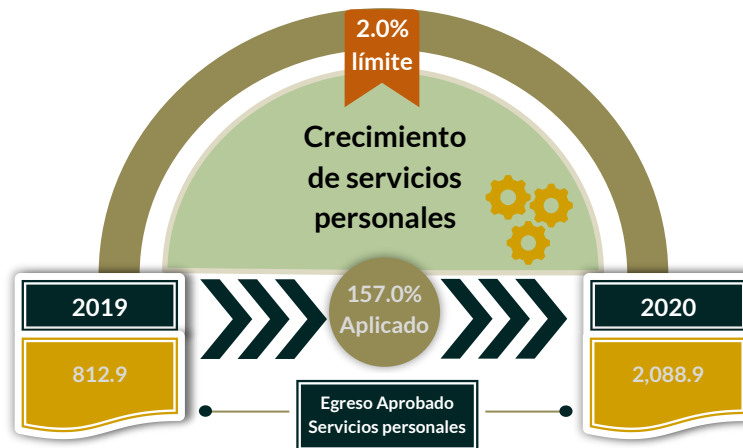 2.0%
límite
Crecimiento
de servicios
personales
157.0%
Aplicado
2019
812.9
2020
2,088.9
Egreso Aprobado
Servicios personales